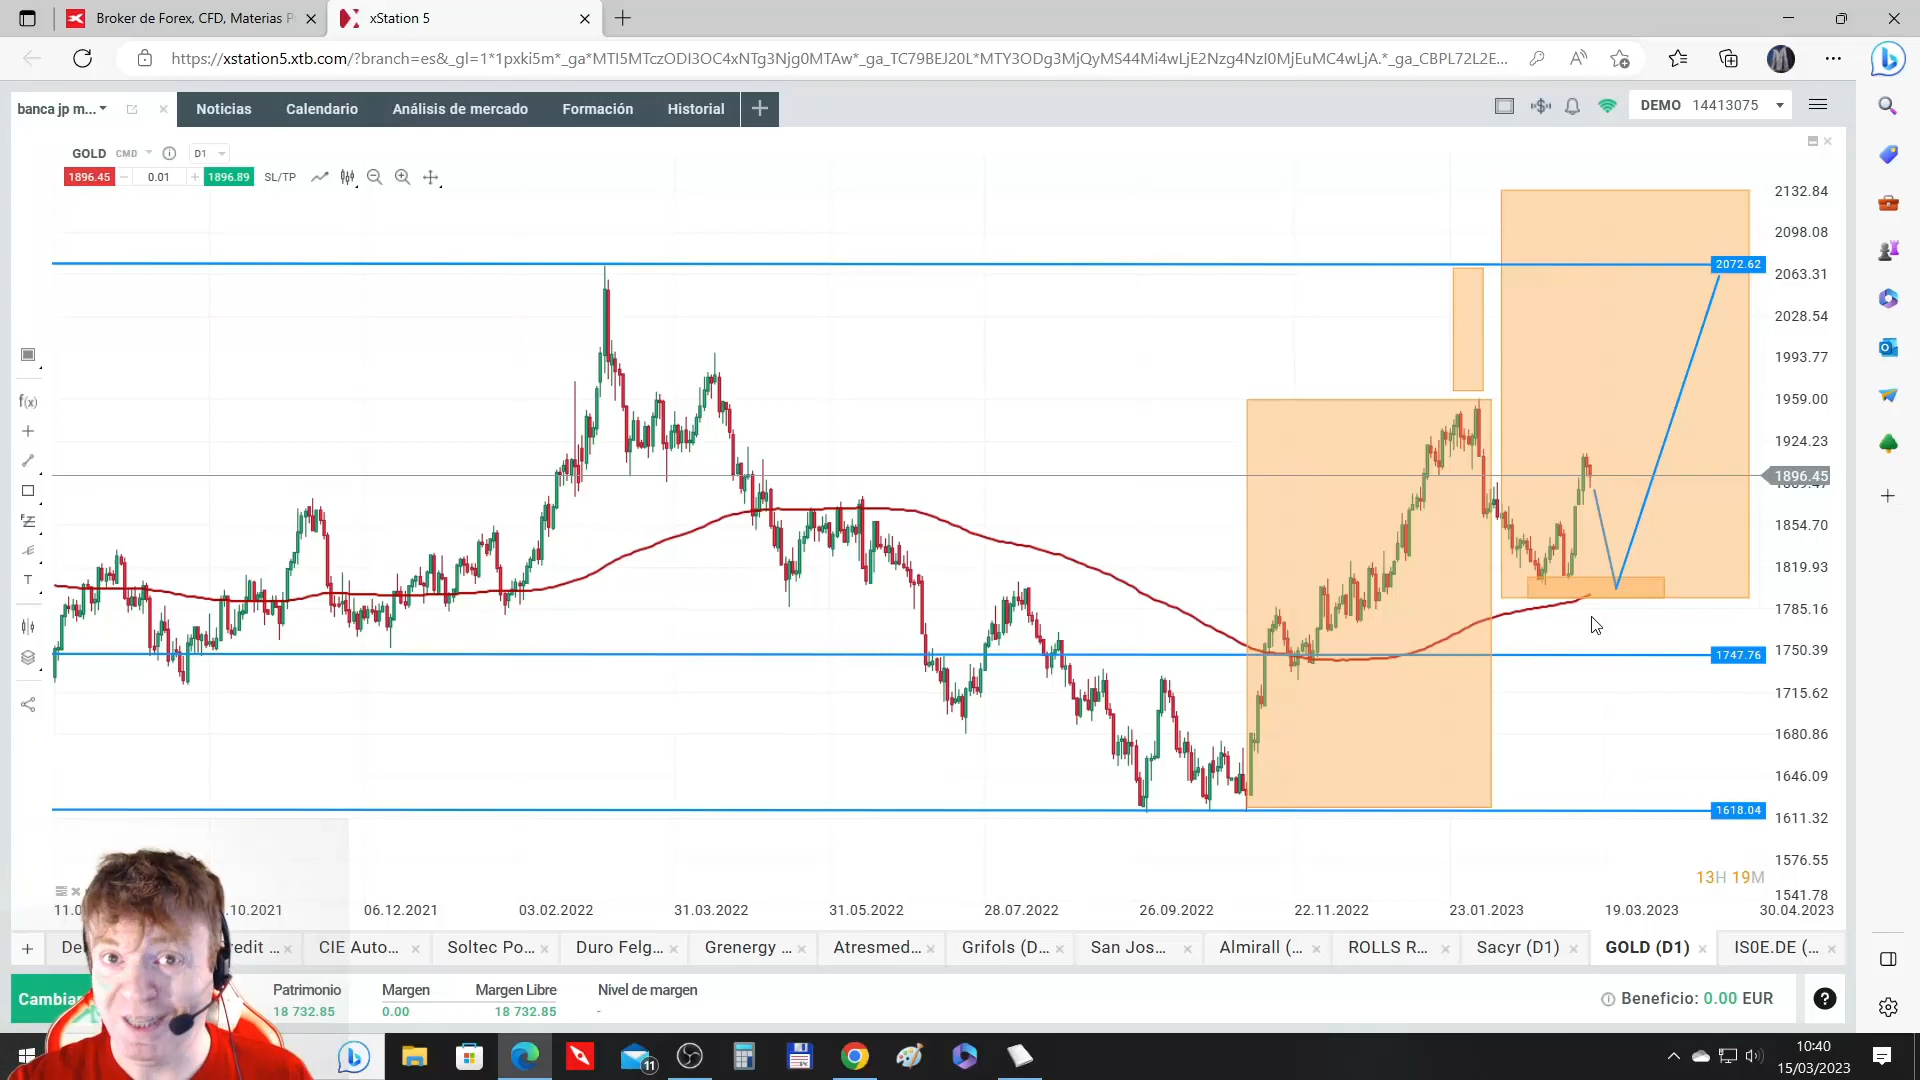 Broker de Forex, CFD, Materias P
xStation 5
https://xstation5.xtb.com/?branch=es&_gl=1*1pxki5m*_ga*MTI5MTczODI3OC4xNTg3Njg0MTAw*_ga_TC79BEJ20L*MTY3ODg3MjQyMS44Mi4wLjE2Nzg4NzI0MjEuMC4wLjA.*_ga_CBPL72L2E...
banca jp m...
Noticias
Calendario
Análisis de mercado
Formación
Historial
DEMO 14413075
GOLD CMD D1
1896.45
0.01
1896.89
SL/TP
2132.84
2098.08
2072.62
2063.31
2028.54
1993.77
1959.00
1924.23
1896.45
1854.70
1819.93
1785.16
1747.76
1750.39
1715.62
1680.86
1646.09
1618.04
1611.32
1576.55
1541.78
f(x)
T
13H 19M
11.0
.10.2021
06.12.2021
03.02.2022
31.03.2022
31.05.2022
28.07.2022
26.09.2022
22.11.2022
23.01.2023
19.03.2023
30.04.2023
De
edit ...
CIE Auto...
Soltec Po...
Duro Felg...
Grenergy ...
Atresmed...
Grifols (D...
San Jos...
Almirall (...
ROLLS R...
Sacyr (D1)
GOLD (D1)
IS0E.DE (...
Cambiar
Patrimonio
Margen
Margen Libre
Nivel de margen
18 732.85
0.00
18 732.85
-
Beneficio: 0.00 EUR
11
10:40
15/03/2023